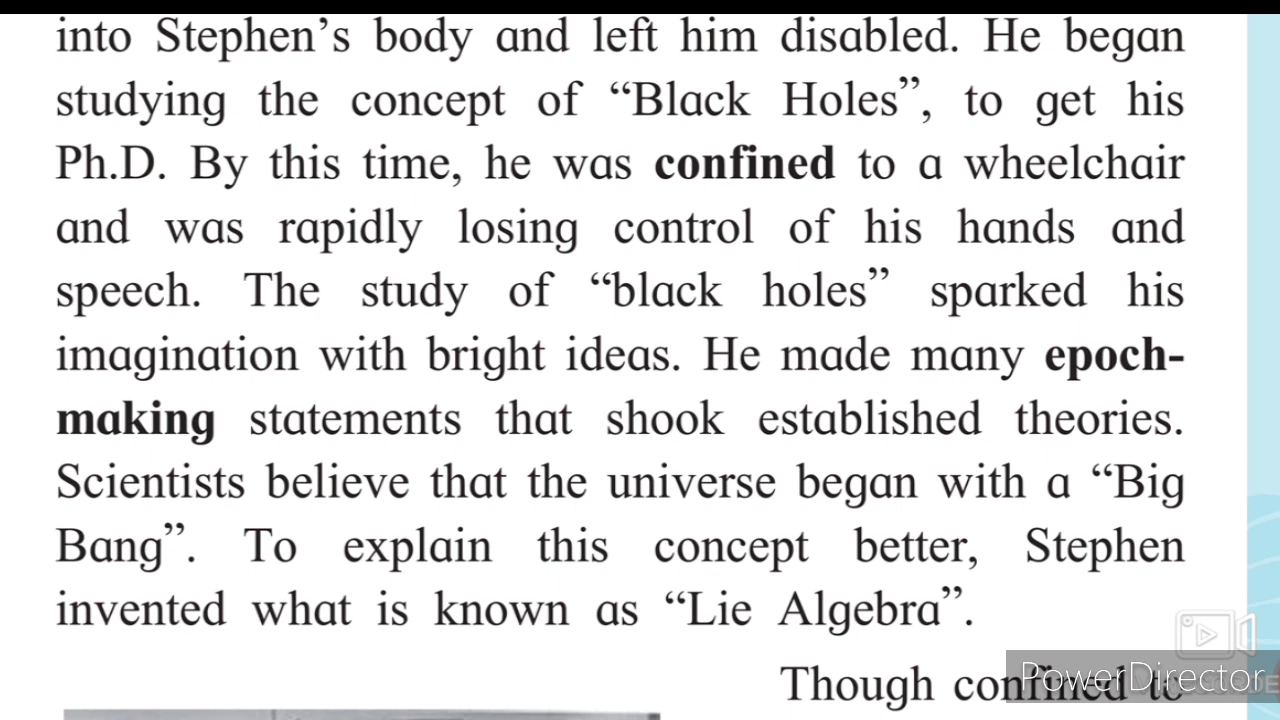 into Stephen’s body and left him disabled. He began
studying the concept of “Black Holes”, to get his
Ph.D. By this time, he was confined to a wheelchair
and was rapidly losing control of his hands and
speech. The study of “black holes” sparked his
imagination with bright ideas. He made many epoch-
making statements that shook established theories.
Scientists believe that the universe began with a “Big
Bang”. To explain this concept better, Stephen
invented what is known as “Lie Algebra”.
Though confined to
PowerDirector